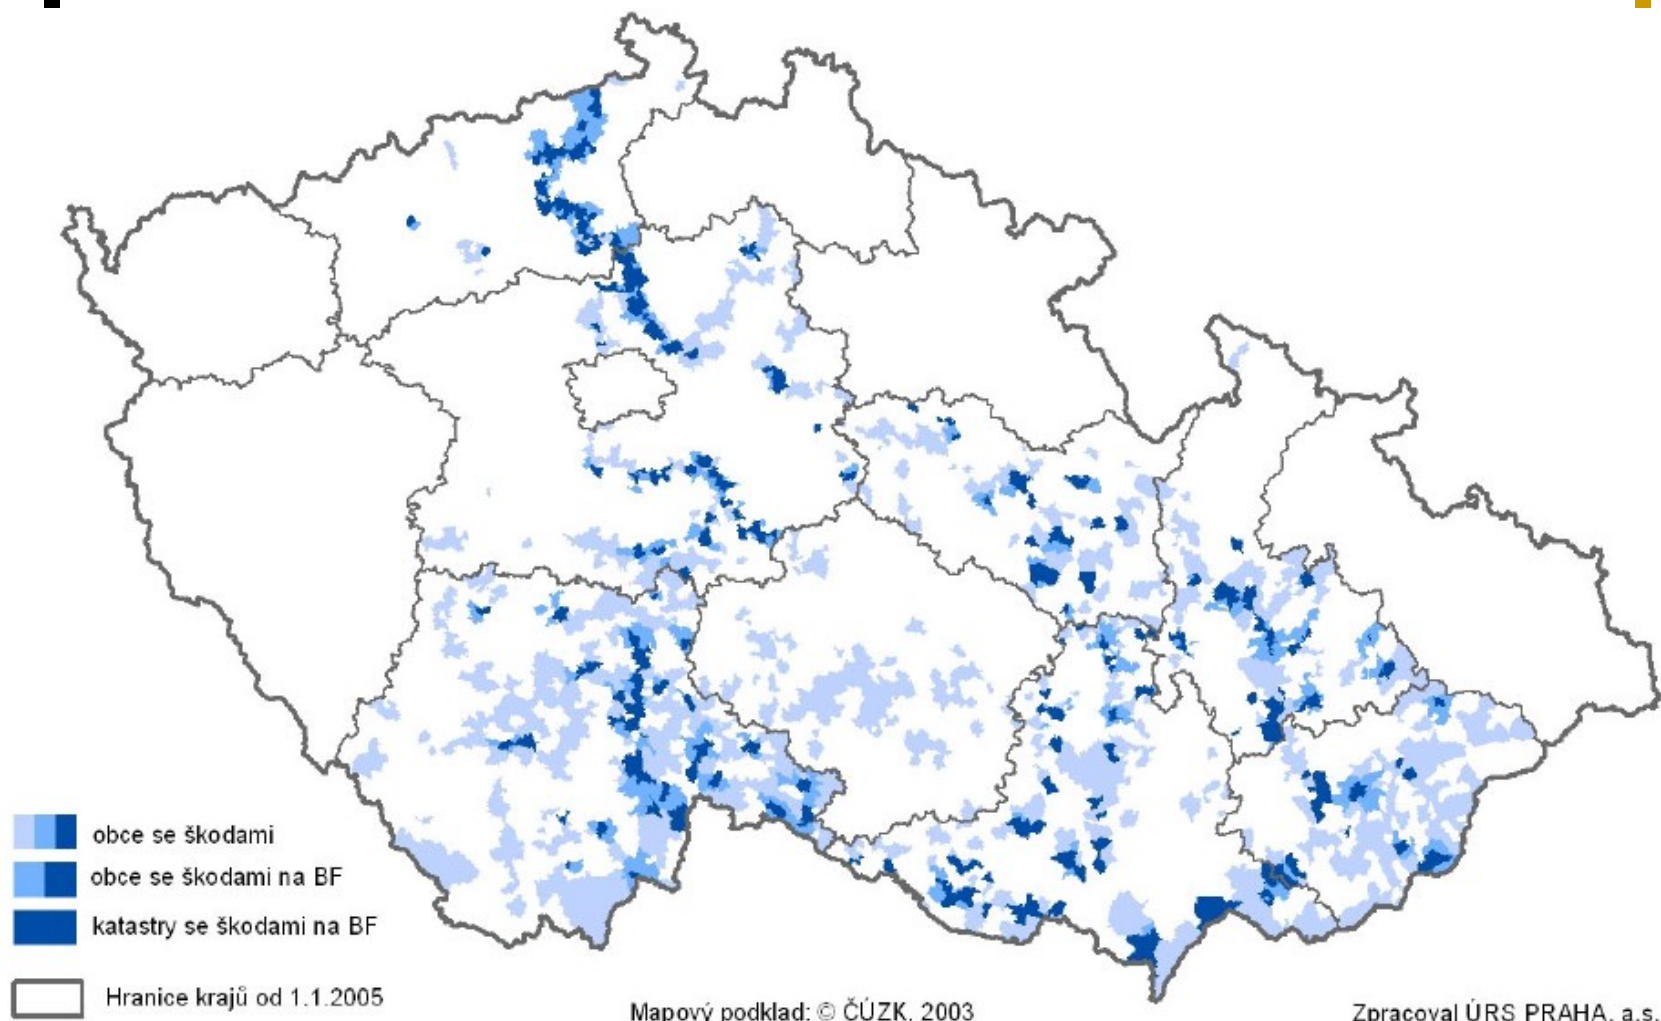 obce se škodami
obce se škodami na BF
katastry se škodami na BF
Hranice krajů od 1.1.2005
Mapový podklad: © ČÚZK, 2003
Zpracoval ÚRS PRAHA, a.s.